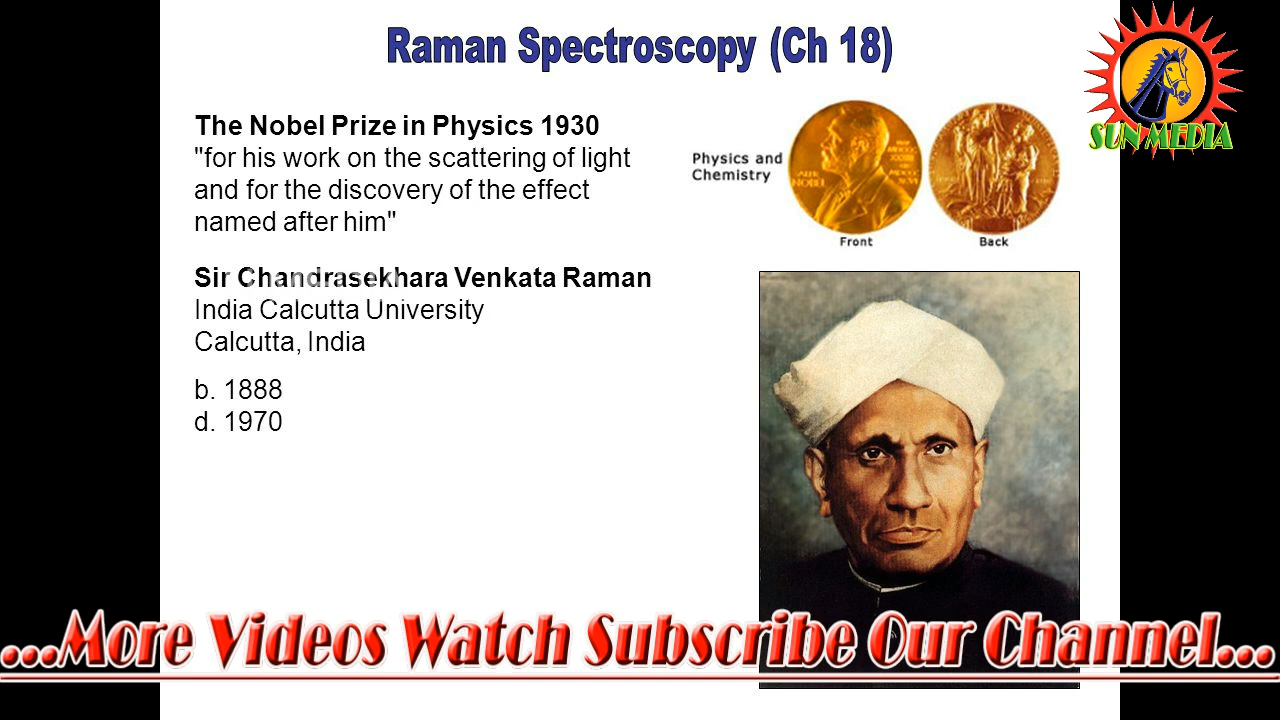 Raman Spectroscopy (Ch 18)
SUN MEDIA
The Nobel Prize in Physics 1930
"for his work on the scattering of light
and for the discovery of the effect
named after him"
Physics and
Chemistry
Front
Back
Sir Chandrasekhara Venkata Raman
India Calcutta University
Calcutta, India
b. 1888
d. 1970
...More Videos Watch Subscribe Our Channel...